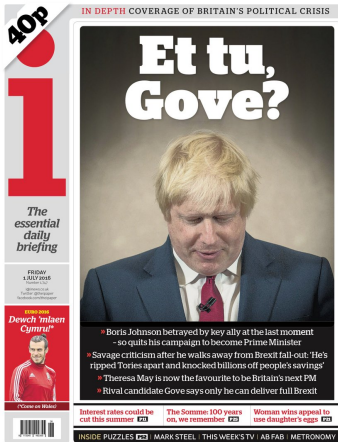 40p
IN DEPTH COVERAGE OF BRITAIN'S POLITICAL CRISIS
i
Et tu,
Gove?
The
essential
daily
briefing
FRIDAY
1 JULY 2016
EURO 2016
Dewch 'mlaen
Cymru!*
(*Come on Wales!)
» Boris Johnson betrayed by key ally at the last moment
- so quits his campaign to become Prime Minister
» Savage criticism after he walks away from Brexit fall-out: 'He's
ripped Tories apart and knocked billions off people's savings'
» Theresa May is now the favourite to be Britain's next PM
» Rival candidate Gove says only he can deliver full Brexit
Interest rates could be
cut this summer
The Somme: 100 years
on, we remember
Woman wins appeal to
use daughter's eggs
INSIDE PUZZLES | MARK STEEL | THIS WEEK'S TV | AB FAB | METRONOMY